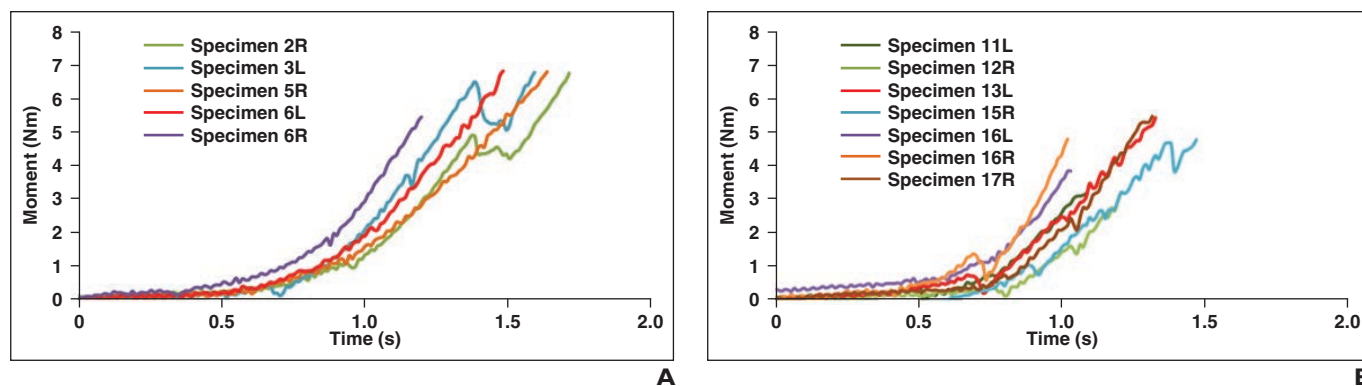 8
7
6
5
4
3
2
1
0
Moment (Nm)
Specimen 2R
Specimen 3L
Specimen 5R
Specimen 6L
Specimen 6R
0
0.5
1.0
1.5
2.0
Time (s)
A
8
7
6
5
4
3
2
1
0
Moment (Nm)
Specimen 11L
Specimen 12R
Specimen 13L
Specimen 15R
Specimen 16L
Specimen 16R
Specimen 17R
0
0.5
1.0
1.5
2.0
Time (s)